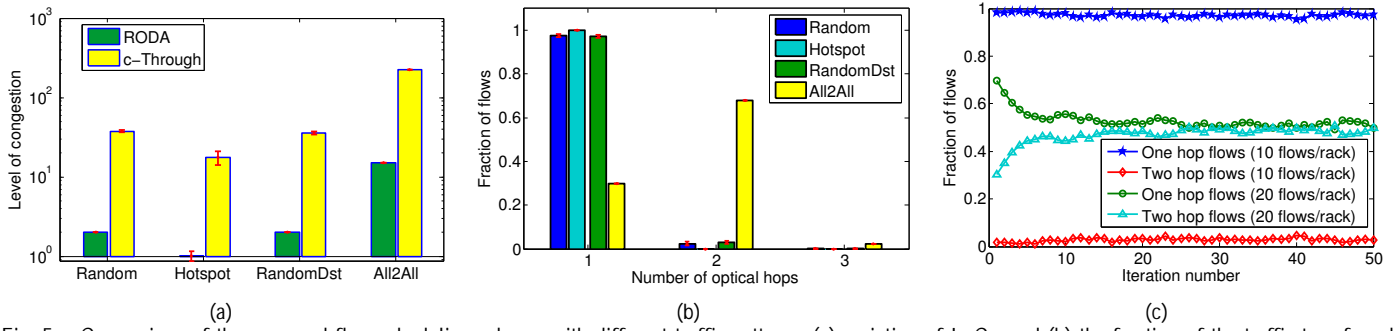 10³
10²
10¹
10⁰
Level of congestion
RODA
c-Through
Random
Hotspot
RandomDst
All2All
(a)
1
0.8
0.6
0.4
0.2
0
Fraction of flows
Random
Hotspot
RandomDst
All2All
1
2
3
Number of optical hops
(b)
1
0.8
0.6
0.4
0.2
0
Fraction of flows
One hop flows (10 flows/rack)
Two hop flows (10 flows/rack)
One hop flows (20 flows/rack)
Two hop flows (20 flows/rack)
0
10
20
30
40
50
Iteration number
(c)